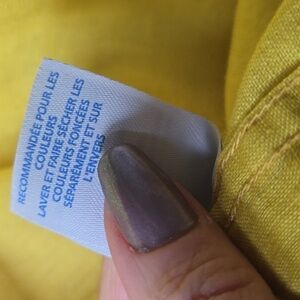 RECOMMANDÉE POUR LES
COULEURS
LAVER ET FAIRE SÉCHER LES
COULEURS FONCÉES
SÉPARÉMENT ET SUR
L'ENVERS